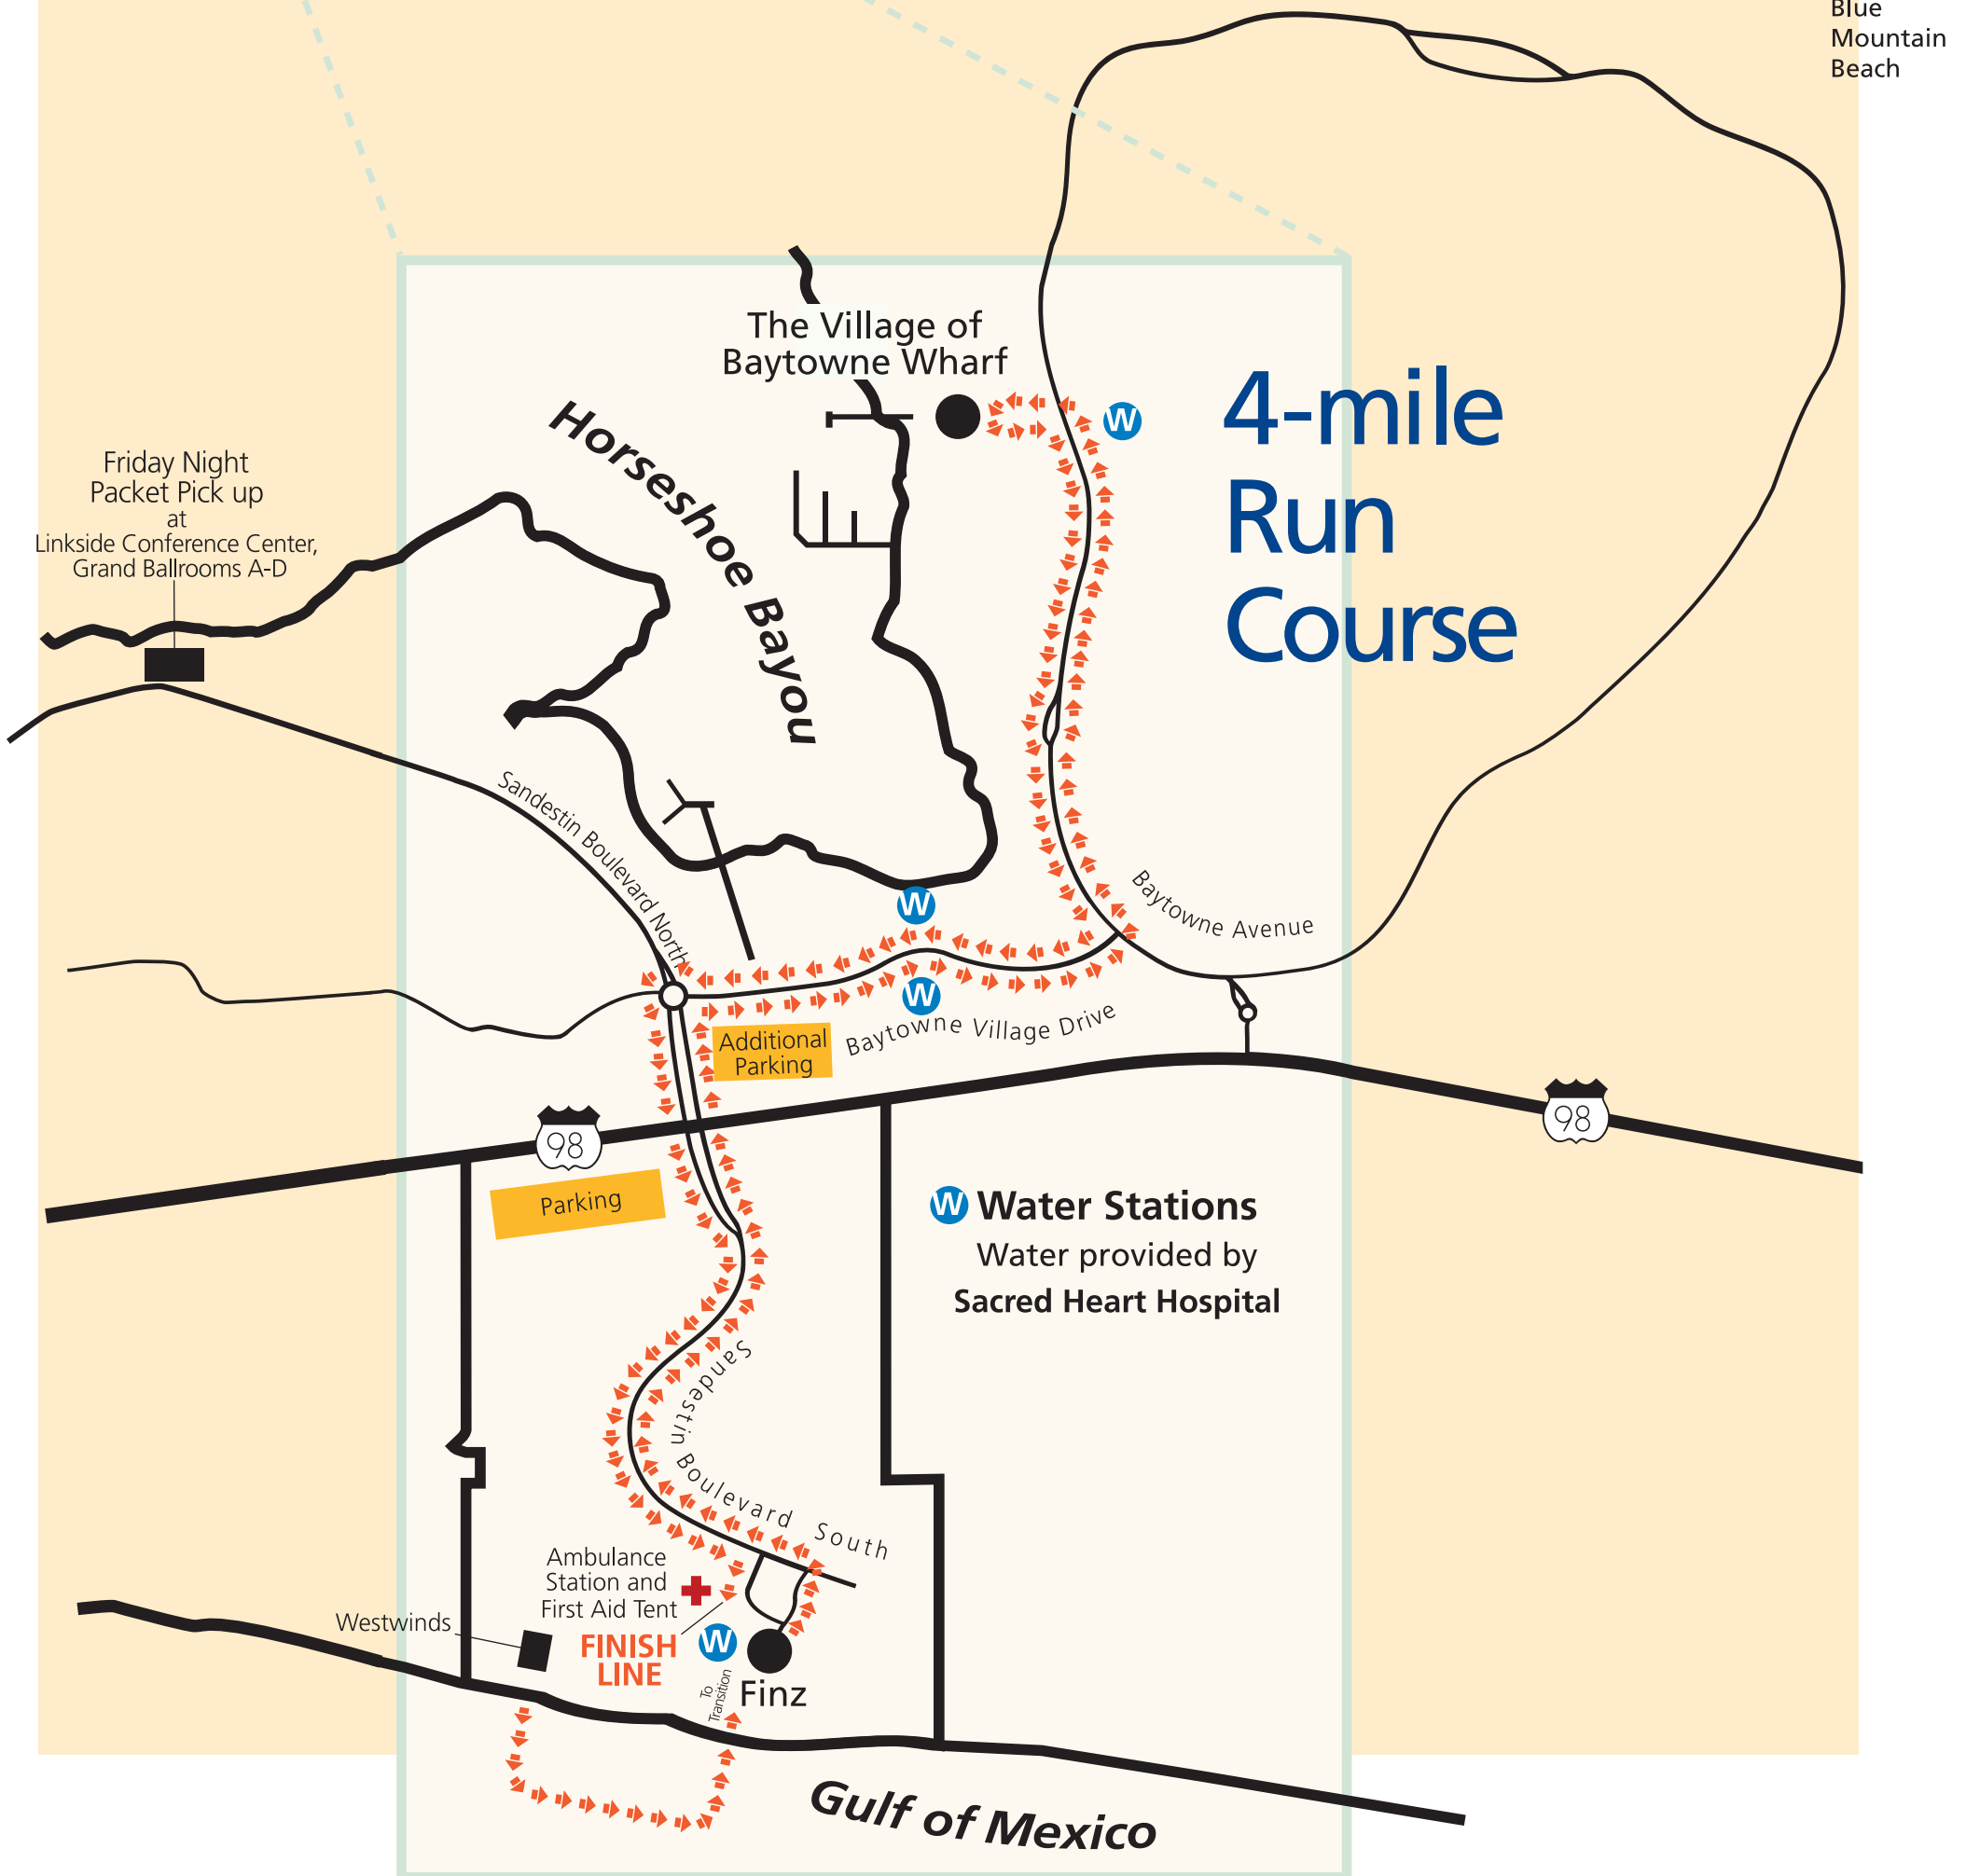 Blue
Mountain
Beach
The Village of
Baytowne Wharf
W
4-mile
Run
Course
Horseshoe Bayou
Friday Night
Packet Pick up
at
Linkside Conference Center,
Grand Ballrooms A-D
Sandestin Boulevard North
Baytowne Avenue
W
W
Baytowne Village Drive
Additional
Parking
98
98
Parking
W Water Stations
Water provided by
Sacred Heart Hospital
Sandestin Boulevard South
Ambulance
Station and
First Aid Tent
Westwinds
FINISH
LINE
W
To
Transition
Finz
Gulf of Mexico